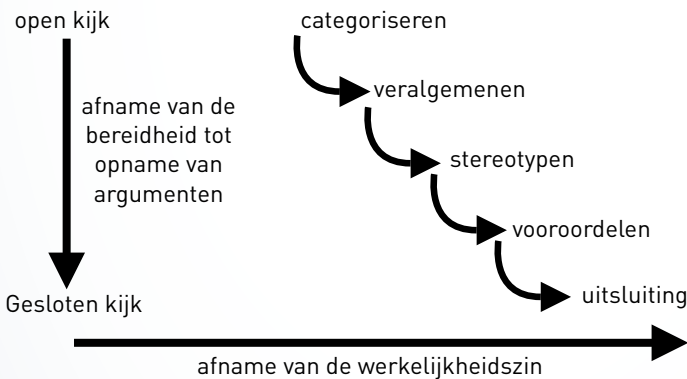 open kijk
categoriseren
afname van de
bereidheid tot
opname van
argumenten
veralgemenen
stereotypen
vooroordelen
uitsluiting
Gesloten kijk
afname van de werkelijkheidszin